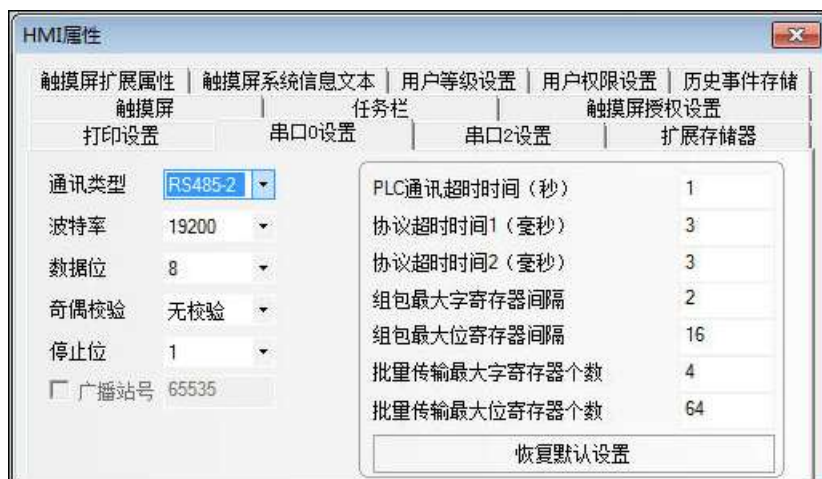 HMI属性
触摸屏扩展属性 触摸屏系统信息文本 用户等级设置 用户权限设置 历史事件存储
触摸屏 任务栏 触摸屏授权设置
打印设置 串口0设置 串口2设置 扩展存储器
通讯类型 RS485-2
波特率 19200
数据位 8
奇偶校验 无校验
停止位 1
广播站号 65535
PLC通讯超时时间（秒） 1
协议超时时间1（毫秒） 3
协议超时时间2（毫秒） 3
组包最大字寄存器间隔 2
组包最大位寄存器间隔 16
批量传输最大字寄存器个数 4
批量传输最大位寄存器个数 64
恢复默认设置